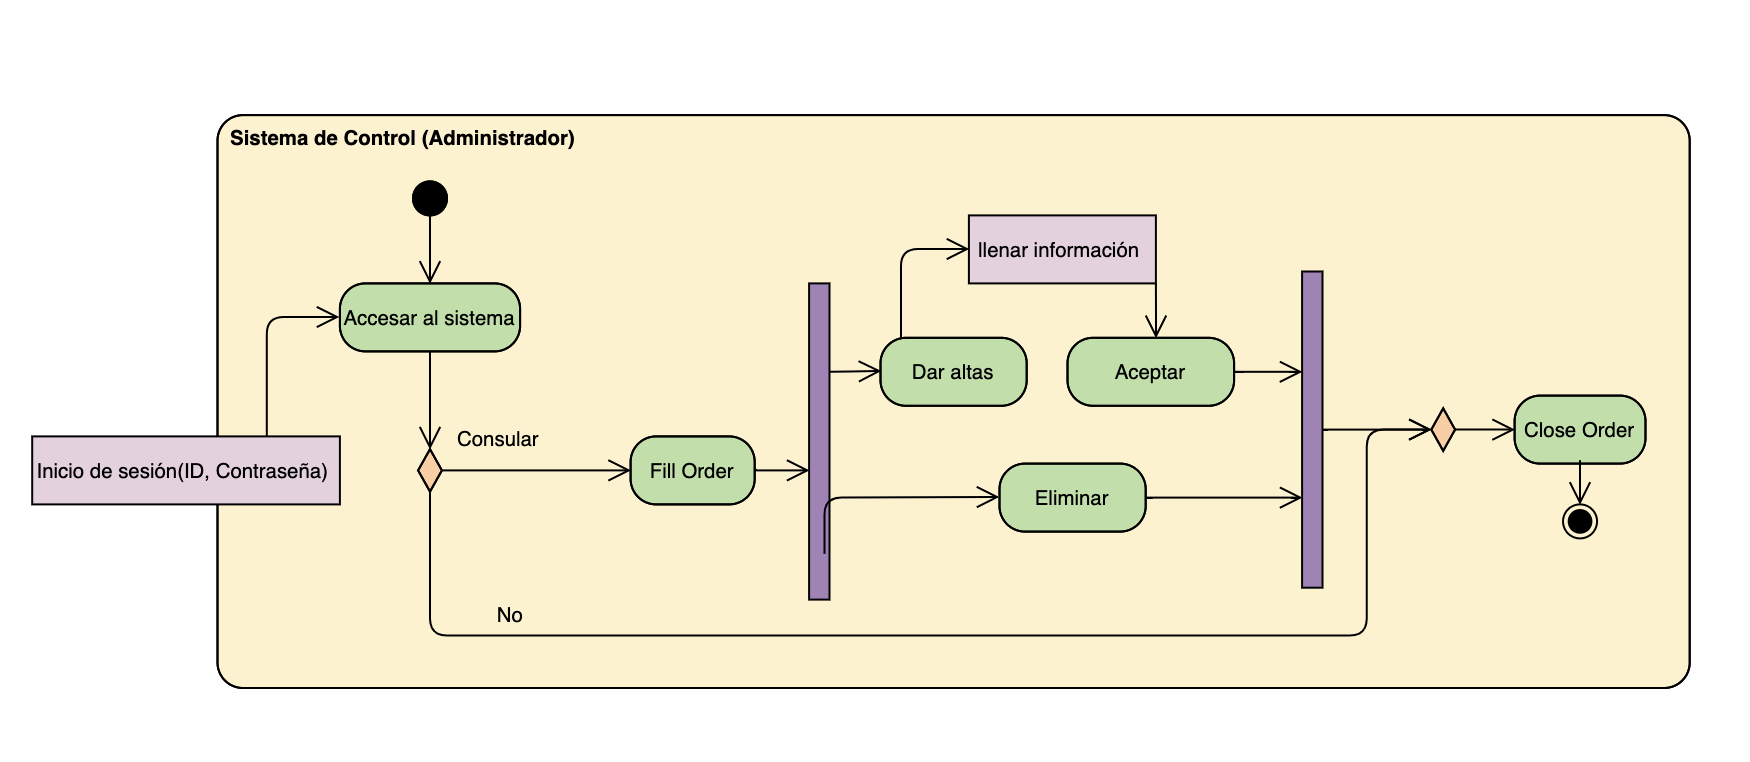 Sistema de Control (Administrador)
llenar información
Accesar al sistema
Dar altas
Aceptar
Consular
Close Order
Inicio de sesión(ID, Contraseña)
Fill Order
Eliminar
No